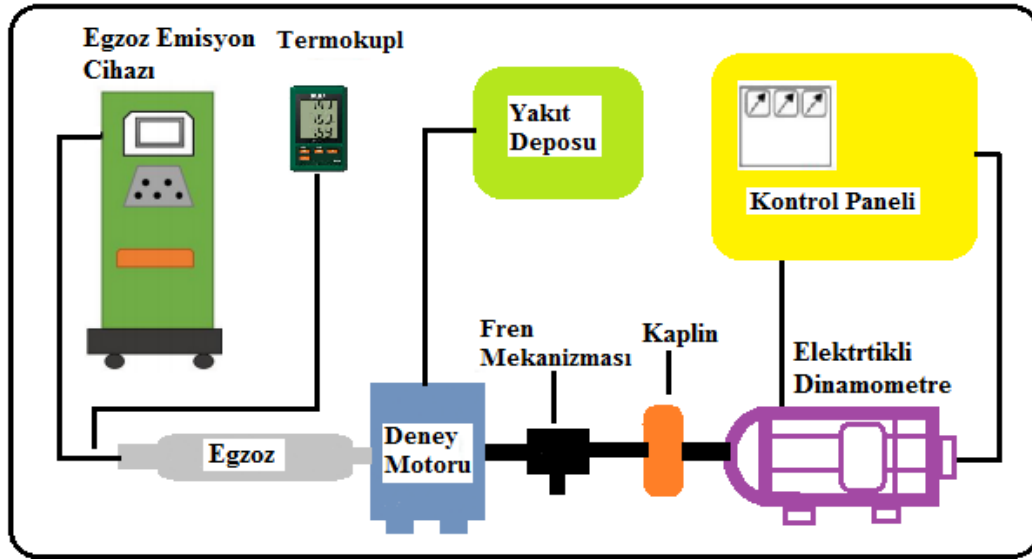 Egzoz Emisyon
Cihazı
Termokupl
Yakıt
Deposu
Kontrol Paneli
Fren
Mekanizması
Kaplin
Elektrtikli
Dinamometre
Egzoz
Deney
Motoru